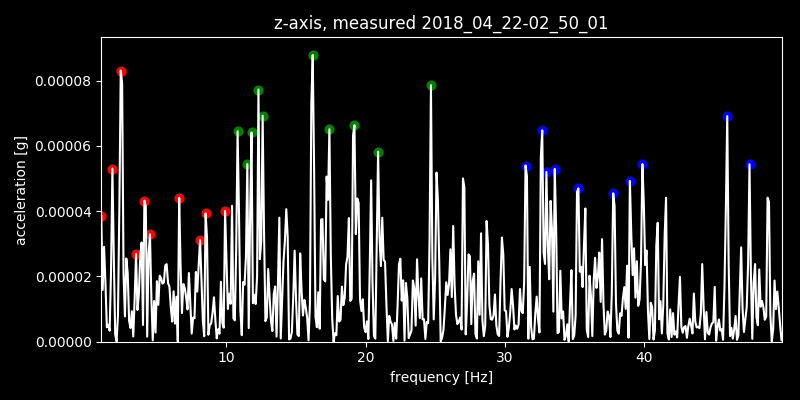 z-axis, measured 2018_04_22-02_50_01
0.00008
0.00006
0.00004
0.00002
0.00000
acceleration [g]
10 20 30 40
frequency [Hz]